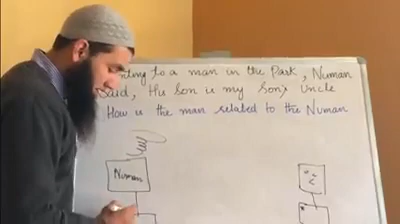 nting to a man in the Park, Numan
Said, His Son is my Son's Uncle
How is the man related to the Numan
Numan